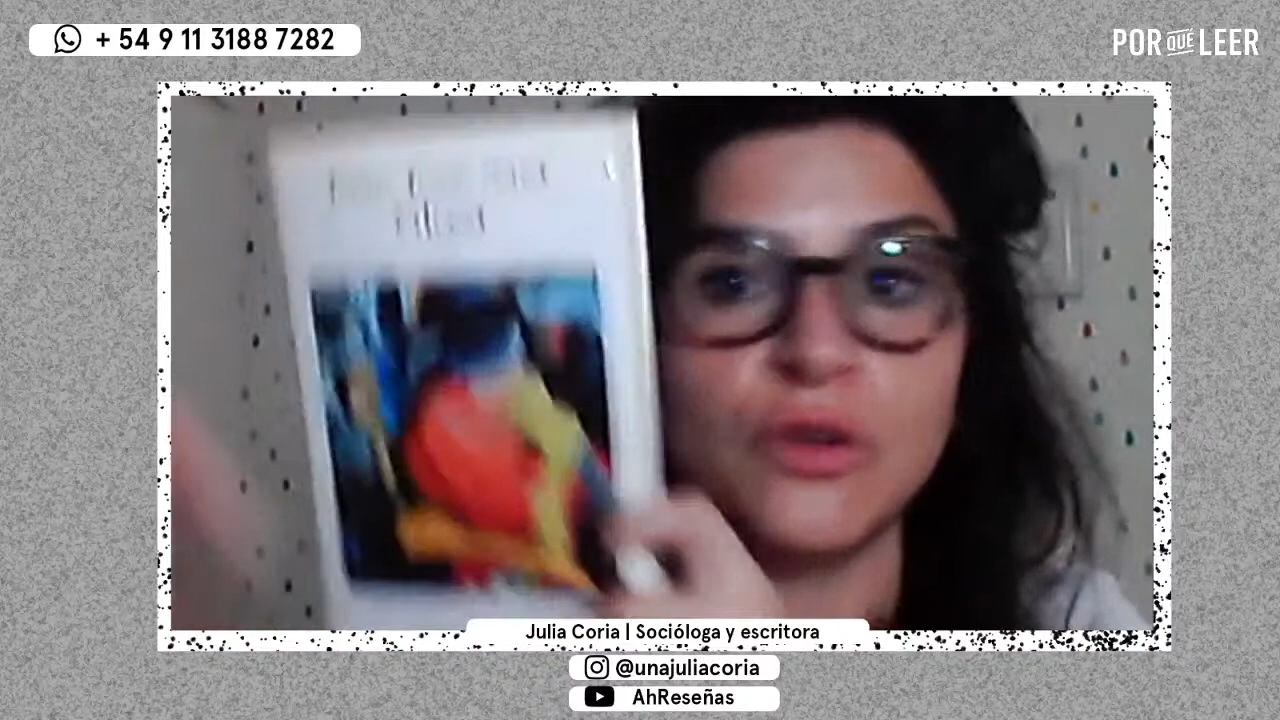 + 54 9 11 3188 7282
POR QUÉ LEER
Julia Coria | Socióloga y escritora
@unajuliacoria
AhReseñas